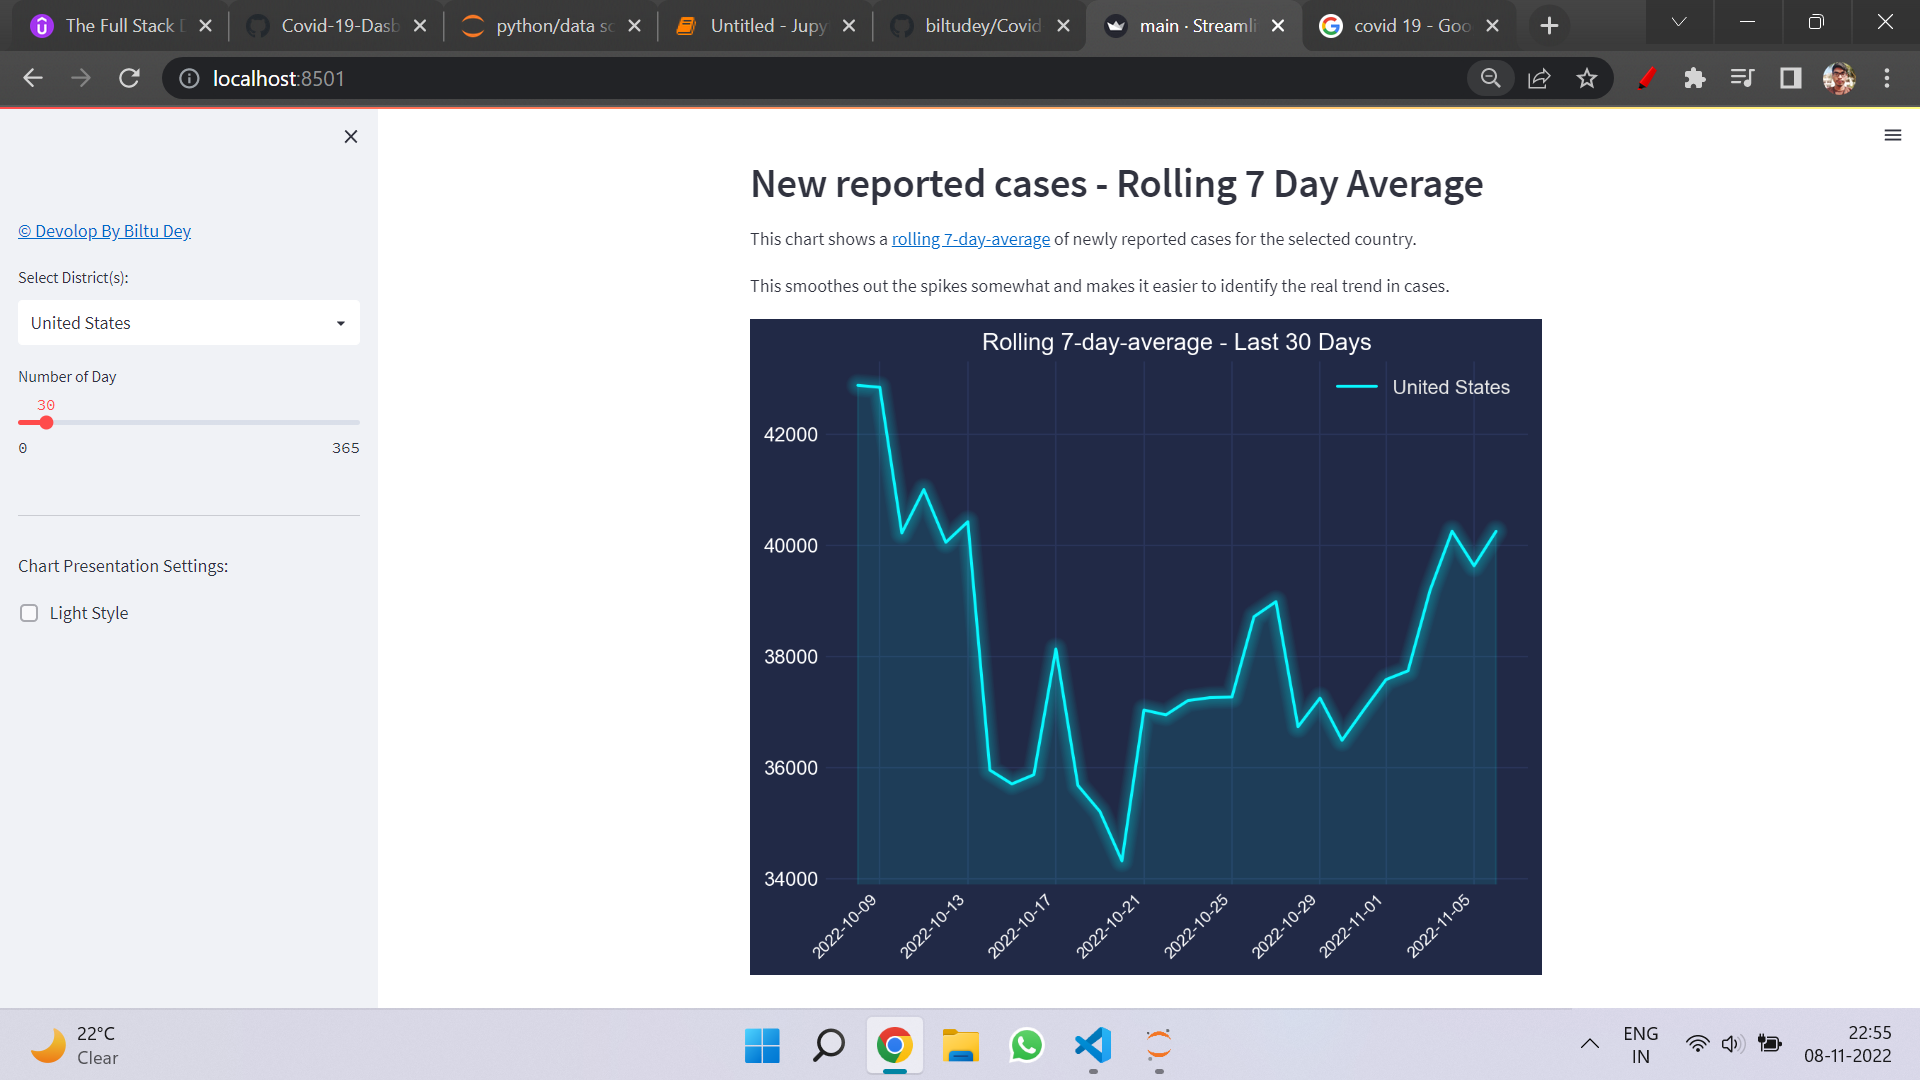 The Full Stack D
Covid-19-Dasb
python/data sc
Untitled - Jupy
biltudey/Covid
main · Streamli
covid 19 - Goo
localhost:8501
© Devolop By Biltu Dey
Select District(s):
United States
Number of Day
30
0 365
Chart Presentation Settings:
Light Style
New reported cases - Rolling 7 Day Average
This chart shows a rolling 7-day-average of newly reported cases for the selected country.
This smoothes out the spikes somewhat and makes it easier to identify the real trend in cases.
Rolling 7-day-average - Last 30 Days
United States
42000
40000
38000
36000
34000
2022-10-09
2022-10-13
2022-10-17
2022-10-21
2022-10-25
2022-10-29
2022-11-01
2022-11-05
22°C
Clear
ENG
IN
22:55
08-11-2022